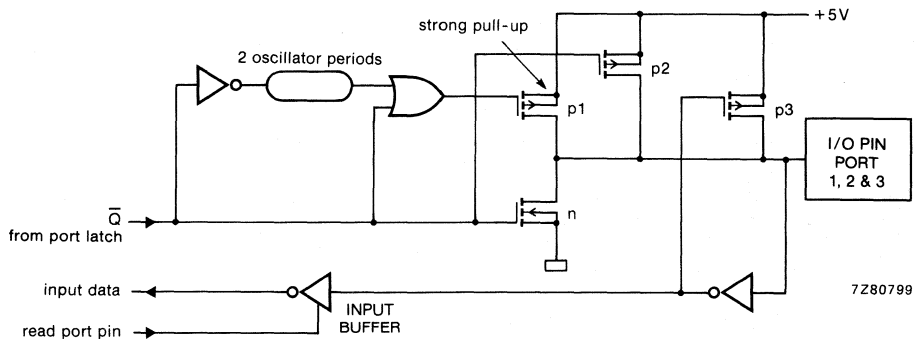 +5V
strong pull-up
2 oscillator periods
p2
p1
p3
I/O PIN
PORT
1, 2 & 3
Q̅
n
from port latch
input data
INPUT
BUFFER
7Z80799
read port pin